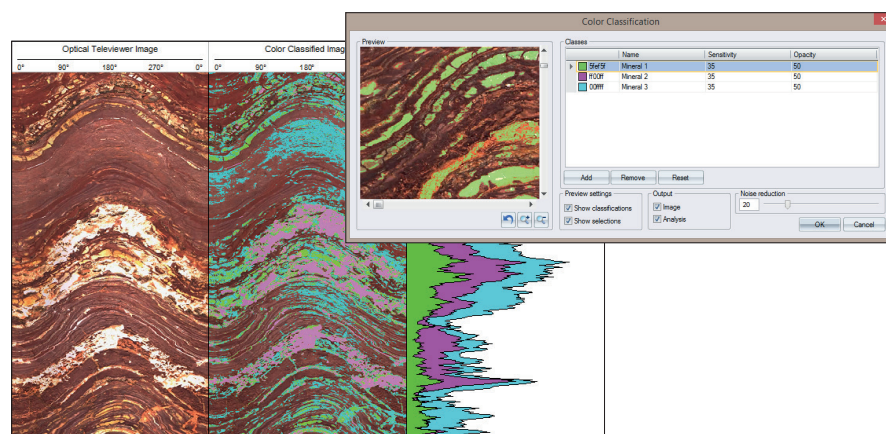 Color Classification
Optical Televiewer Image
Color Classified Imag
0° 90° 180° 270° 0°
0° 90° 180°
Preview
Classes
Name Sensitivity Opacity
5fef5f Mineral 1 35 50
ff00ff Mineral 2 35 50
00ffff Mineral 3 35 50
Add Remove Reset
Preview settings
Show classifications
Show selections
Output
Image
Analysis
Noise reduction
20
OK Cancel